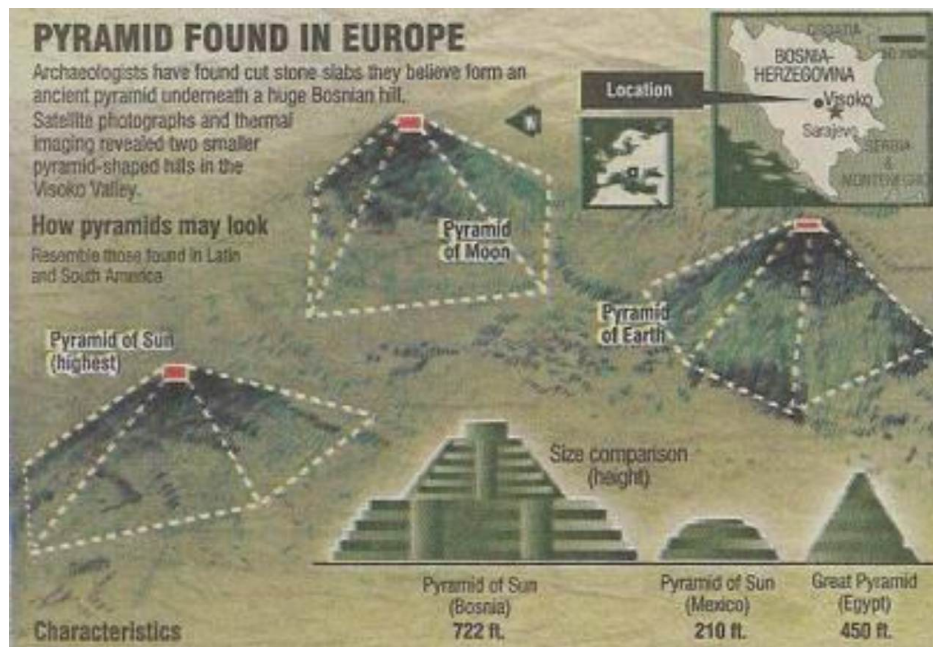 PYRAMID FOUND IN EUROPE
Archaeologists have found cut stone slabs they believe form an
ancient pyramid underneath a huge Bosnian hill.
Satellite photographs and thermal
imaging revealed two smaller
pyramid-shaped hills in the
Visoko Valley.
How pyramids may look
Resemble those found in Latin
and South America
Location
CROATIA
BOSNIA-
HERZEGOVINA
Visoko
Sarajevo
SERBIA
&
MONTENEGRO
N
Pyramid
of Moon
Pyramid
of Earth
Pyramid of Sun
(highest)
Size comparison
(height)
Pyramid of Sun
(Bosnia)
722 ft.
Pyramid of Sun
(Mexico)
210 ft.
Great Pyramid
(Egypt)
450 ft.
Characteristics